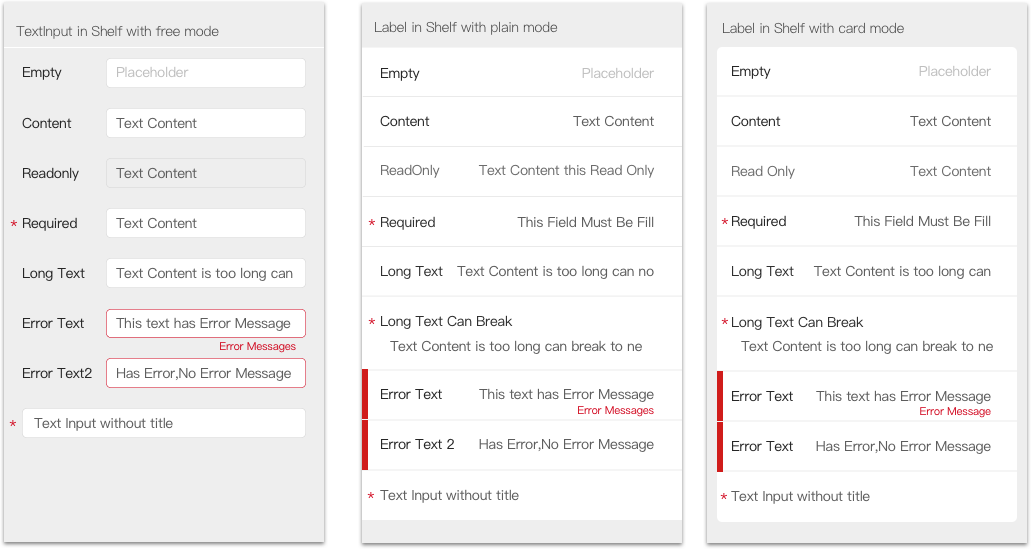 TextInput in Shelf with free mode
Empty Placeholder
Content Text Content
Readonly Text Content
* Required Text Content
Long Text Text Content is too long can
Error Text This text has Error Message
Error Messages
Error Text2 Has Error,No Error Message
* Text Input without title
Label in Shelf with plain mode
Empty Placeholder
Content Text Content
ReadOnly Text Content this Read Only
* Required This Field Must Be Fill
Long Text Text Content is too long can no
* Long Text Can Break
Text Content is too long can break to ne
Error Text This text has Error Message
Error Messages
Error Text 2 Has Error,No Error Message
* Text Input without title
Label in Shelf with card mode
Empty Placeholder
Content Text Content
Read Only Text Content
* Required This Field Must Be Fill
Long Text Text Content is too long can
* Long Text Can Break
Text Content is too long can break to ne
Error Text This text has Error Message
Error Message
Error Text Has Error,No Error Message
* Text Input without title